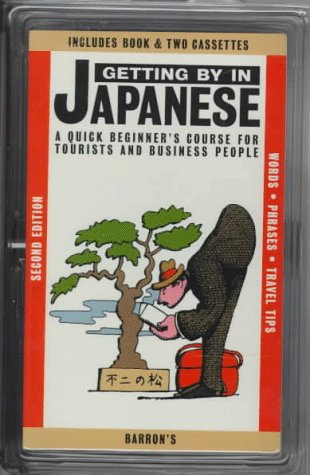 INCLUDES BOOK & TWO CASSETTES
GETTING BY IN
JAPANESE
A QUICK BEGINNER'S COURSE FOR
TOURISTS AND BUSINESS PEOPLE
SECOND EDITION
WORDS • PHRASES • TRAVEL TIPS
不二の松
BARRON'S